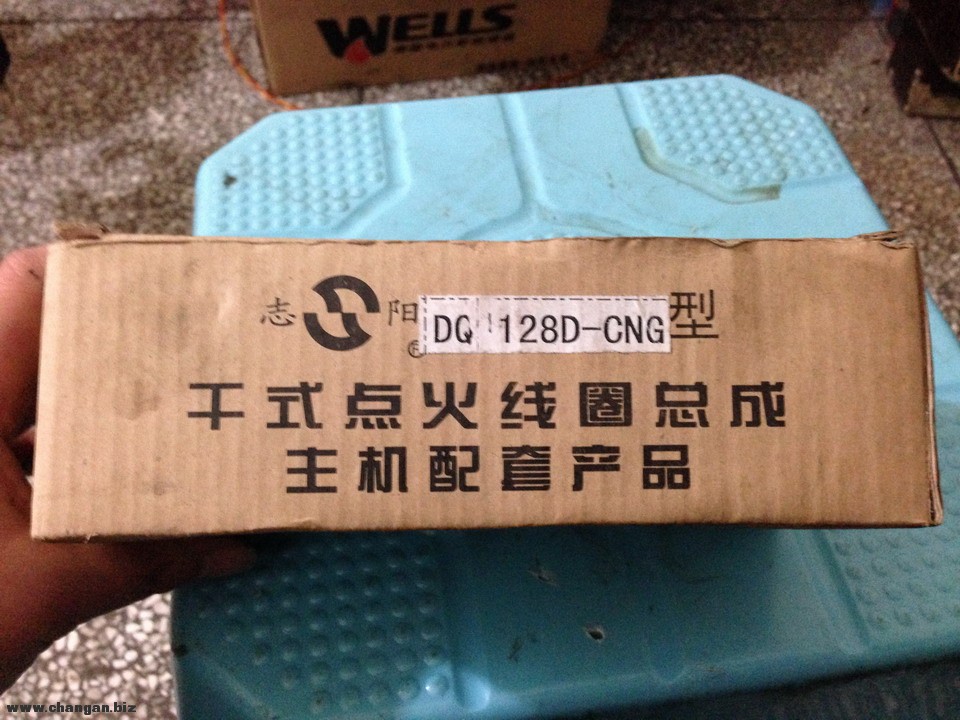 WELLS
志 阳 ® DQ 128D-CNG 型
干式点火线圈总成
主机配套产品
www.changan.biz